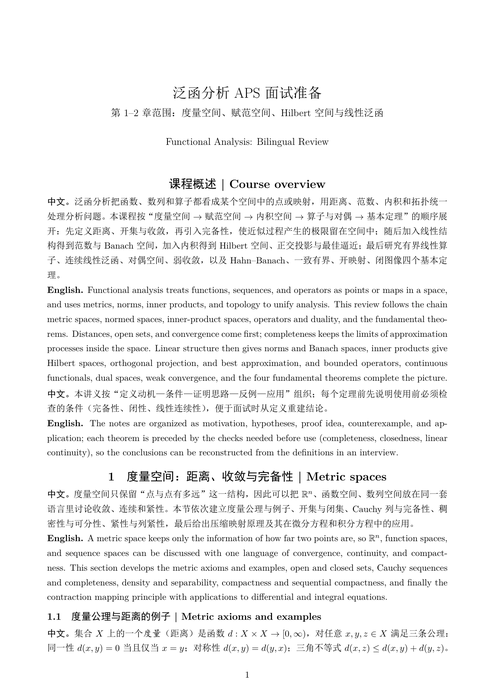 泛函分析 APS 面试准备
第 1–2 章范围：度量空间、赋范空间、Hilbert 空间与线性泛函
Functional Analysis: Bilingual Review
课程概述 | Course overview
中文。泛函分析把函数、数列和算子都看成某个空间中的点或映射，用距离、范数、内积和拓扑统一
处理分析问题。本课程按“度量空间 → 赋范空间 → 内积空间 → 算子与对偶 → 基本定理”的顺序展
开：先定义距离、开集与收敛，再引入完备性，使近似过程产生的极限留在空间中；随后加入线性结
构得到范数与 Banach 空间，加入内积得到 Hilbert 空间、正交投影与最佳逼近；最后研究有界线性算
子、连续线性泛函、对偶空间、弱收敛，以及 Hahn–Banach、一致有界、开映射、闭图像四个基本定
理。
English. Functional analysis treats functions, sequences, and operators as points or maps in a space,
and uses metrics, norms, inner products, and topology to unify analysis. This review follows the chain
metric spaces, normed spaces, inner-product spaces, operators and duality, and the fundamental theo-
rems. Distances, open sets, and convergence come first; completeness keeps the limits of approximation
processes inside the space. Linear structure then gives norms and Banach spaces, inner products give
Hilbert spaces, orthogonal projection, and best approximation, and bounded operators, continuous
functionals, dual spaces, weak convergence, and the four fundamental theorems complete the picture.
中文。本讲义按“定义动机—条件—证明思路—反例—应用”组织；每个定理前先说明使用前必须检
查的条件（完备性、闭性、线性连续性），便于面试时从定义重建结论。
English. The notes are organized as motivation, hypotheses, proof idea, counterexample, and ap-
plication; each theorem is preceded by the checks needed before use (completeness, closedness, linear
continuity), so the conclusions can be reconstructed from the definitions in an interview.
1 度量空间：距离、收敛与完备性 | Metric spaces
中文。度量空间只保留“点与点有多远”这一结构，因此可以把 ℝⁿ、函数空间、数列空间放在同一套
语言里讨论收敛、连续和紧性。本节依次建立度量公理与例子、开集与闭集、Cauchy 列与完备性、稠
密性与可分性、紧性与列紧性，最后给出压缩映射原理及其在微分方程和积分方程中的应用。
English. A metric space keeps only the information of how far two points are, so ℝⁿ, function spaces,
and sequence spaces can be discussed with one language of convergence, continuity, and compact-
ness. This section develops the metric axioms and examples, open and closed sets, Cauchy sequences
and completeness, density and separability, compactness and sequential compactness, and finally the
contraction mapping principle with applications to differential and integral equations.
1.1 度量公理与距离的例子 | Metric axioms and examples
中文。集合 X 上的一个度量（距离）是函数 d : X × X → [0, ∞)，对任意 x, y, z ∈ X 满足三条公理：
同一性 d(x, y) = 0 当且仅当 x = y；对称性 d(x, y) = d(y, x)；三角不等式 d(x, z) ≤ d(x, y) + d(y, z)。
1